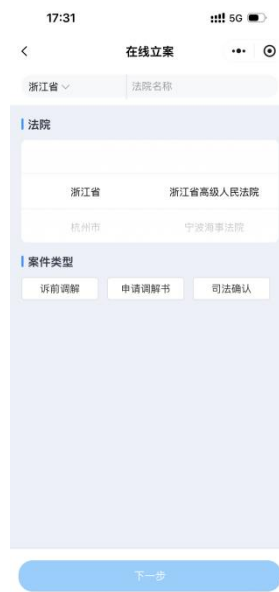 17:31 5G
在线立案
浙江省 法院名称
法院
浙江省 浙江省高级人民法院
杭州市 宁波海事法院
案件类型
诉前调解 申请调解书 司法确认
下一步